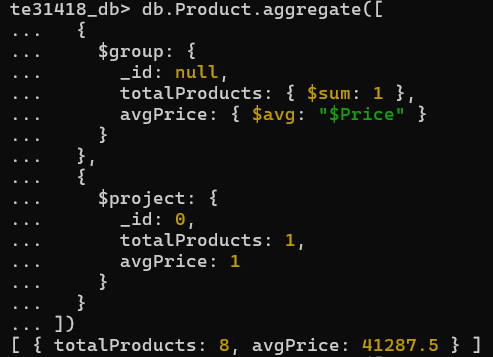 te31418_db> db.Product.aggregate([
...   {
...     $group: {
...       _id: null,
...       totalProducts: { $sum: 1 },
...       avgPrice: { $avg: "$Price" }
...     }
...   },
...   {
...     $project: {
...       _id: 0,
...       totalProducts: 1,
...       avgPrice: 1
...     }
...   }
... ])
[ { totalProducts: 8, avgPrice: 41287.5 } ]